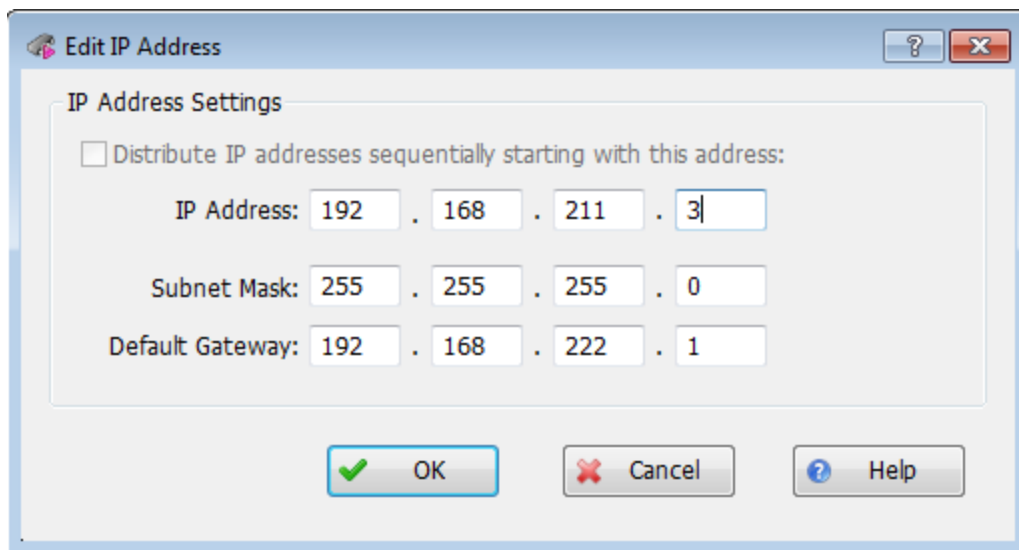 Edit IP Address
IP Address Settings
Distribute IP addresses sequentially starting with this address:
IP Address: 192 . 168 . 211 . 3
Subnet Mask: 255 . 255 . 255 . 0
Default Gateway: 192 . 168 . 222 . 1
OK Cancel Help